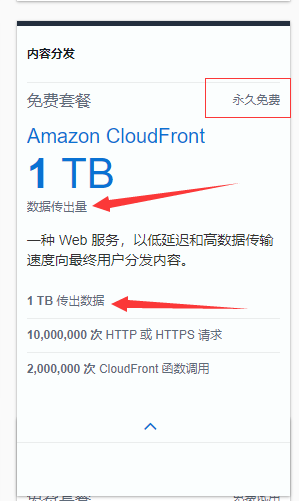 内容分发
免费套餐
永久免费
Amazon CloudFront
1 TB
数据传出量
一种 Web 服务，以低延迟和高数据传输
速度向最终用户分发内容。
1 TB 传出数据
10,000,000 次 HTTP 或 HTTPS 请求
2,000,000 次 CloudFront 函数调用